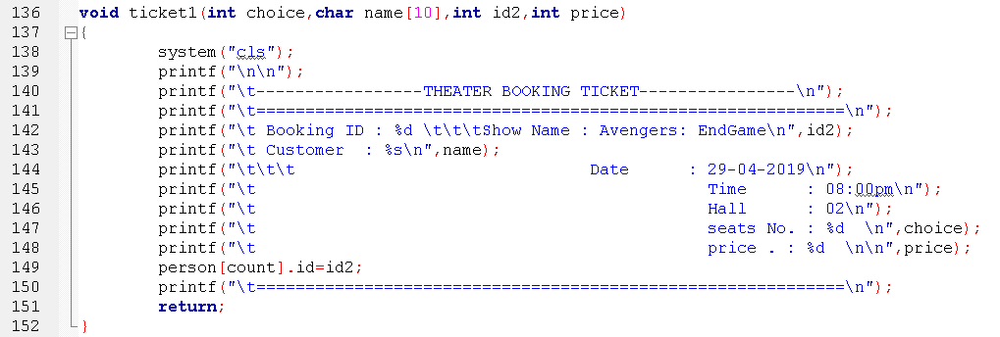 136 void ticket1(int choice,char name[10],int id2,int price)
137 {
138 system("cls");
139 printf("\n\n");
140 printf("\t-----------------THEATER BOOKING TICKET----------------\n");
141 printf("\t============================================================\n");
142 printf("\t Booking ID : %d \t\t\tShow Name : Avengers: EndGame\n",id2);
143 printf("\t Customer  : %s\n",name);
144 printf("\t\t\t                              Date      : 29-04-2019\n");
145 printf("\t                                              Time      : 08:00pm\n");
146 printf("\t                                              Hall      : 02\n");
147 printf("\t                                              seats No. : %d  \n",choice);
148 printf("\t                                              price . : %d  \n\n",price);
149 person[count].id=id2;
150 printf("\t============================================================\n");
151 return;
152 }